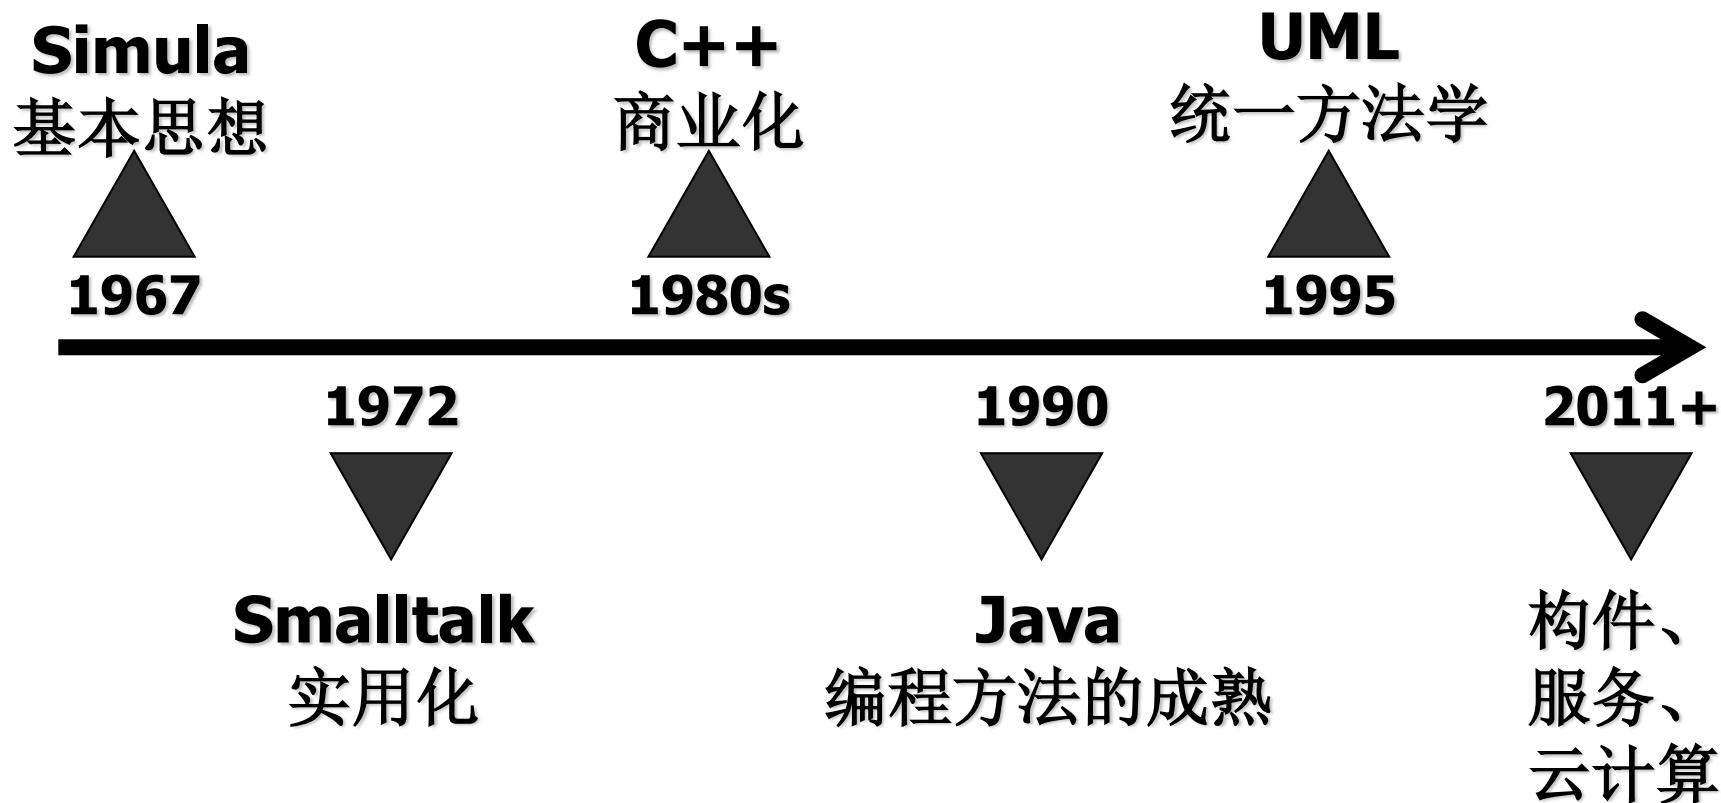 Simula
基本思想
1967
C++
商业化
1980s
UML
统一方法学
1995
1972
Smalltalk
实用化
1990
Java
编程方法的成熟
2011+
构件、
服务、
云计算